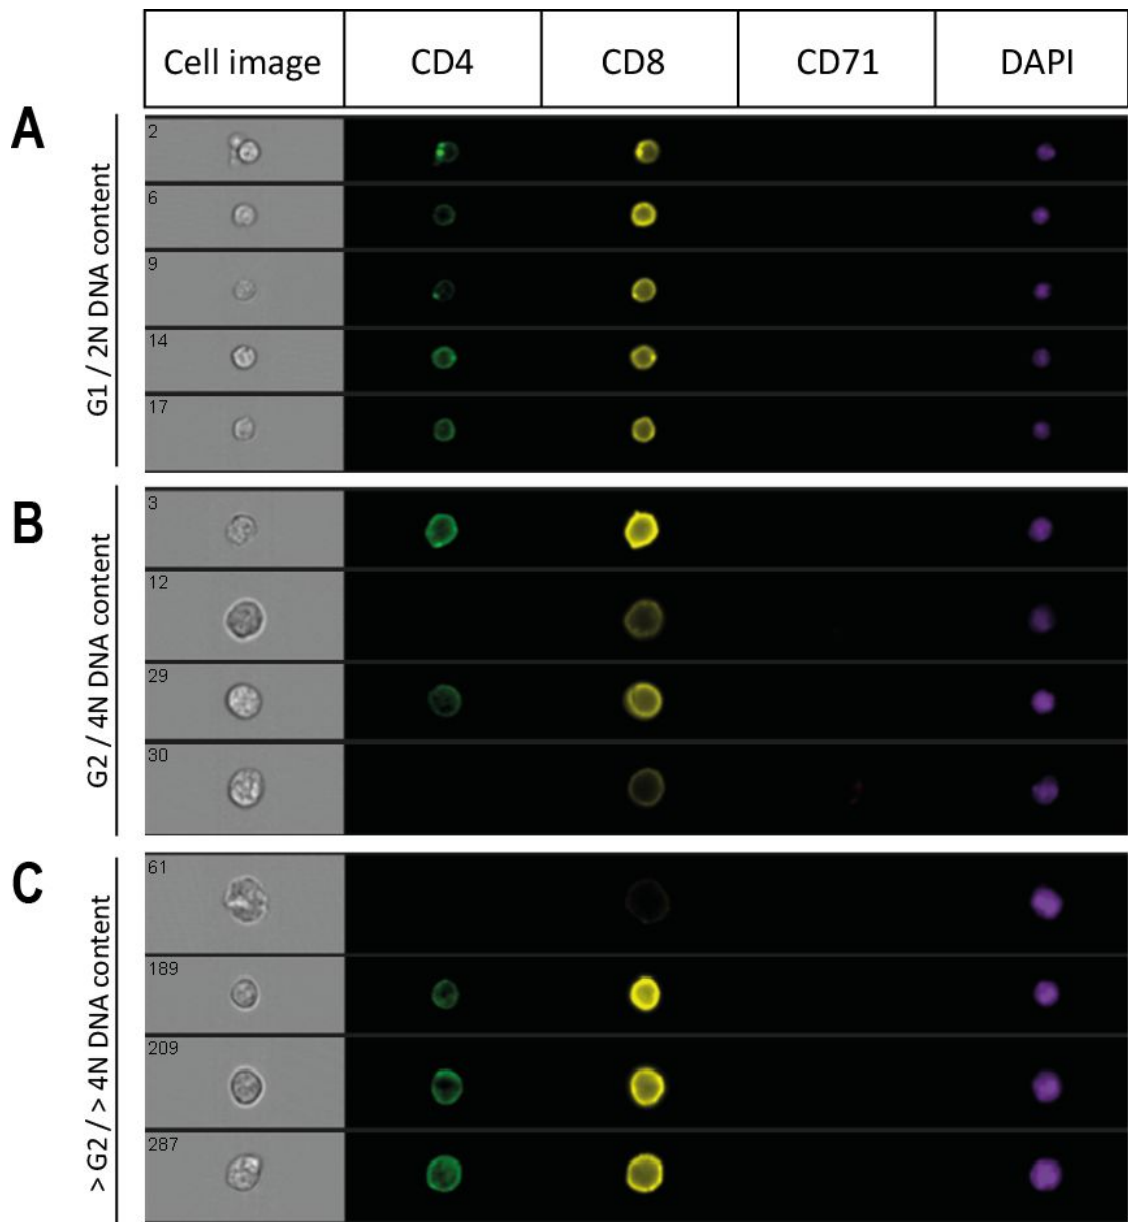 Cell image CD4 CD8 CD71 DAPI
A
G1 / 2N DNA content
2
6
9
14
17
B
G2 / 4N DNA content
3
12
29
30
C
> G2 / > 4N DNA content
61
189
209
287